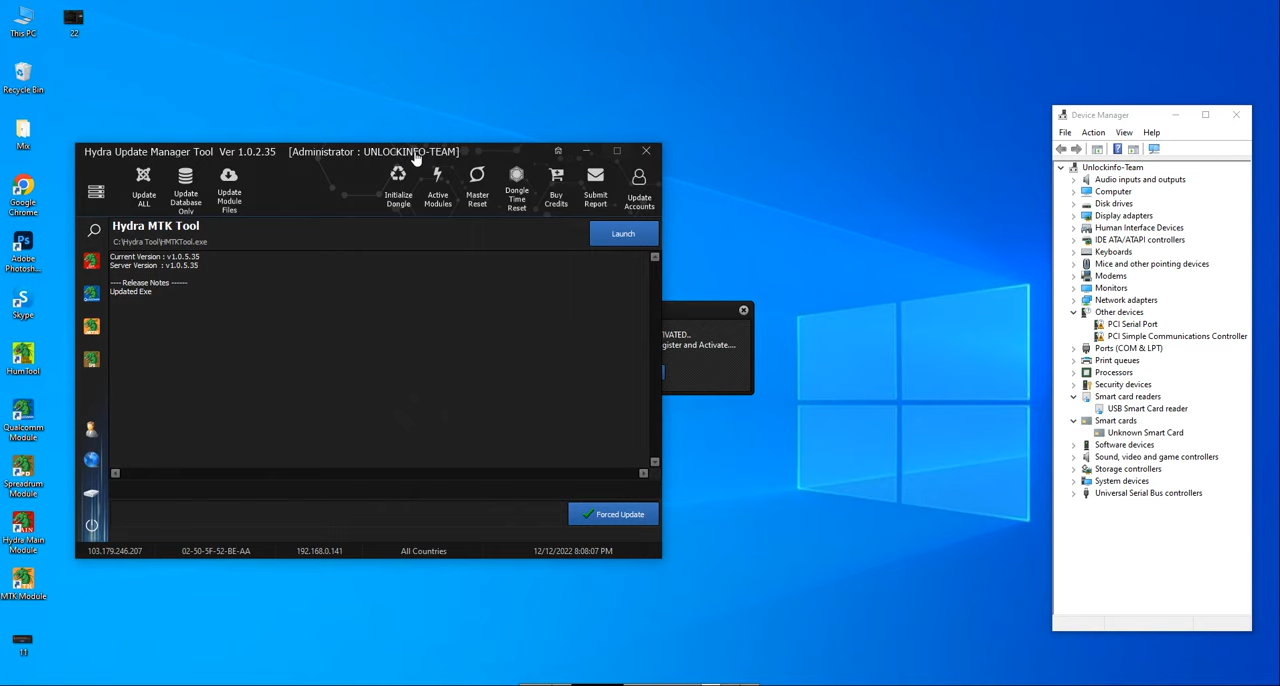 This PC
22
Recycle Bin
Mix
Google
Chrome
Adobe
Photosh...
Skype
HumTool
Qualcomm
Module
Spreadrum
Module
Hydra Main
Module
MTK Module
11
Hydra Update Manager Tool Ver 1.0.2.35 [Administrator : UNLOCKINFO-TEAM]
Update
ALL
Update
Database
Only
Update
Module
Files
Initialize
Dongle
Active
Modules
Master
Reset
Dongle
Time
Reset
Buy
Credits
Submit
Report
Update
Accounts
Hydra MTK Tool
C:\Hydra Tool\HMTKTool.exe
Launch
Current Version : v1.0.5.35
Server Version : v1.0.5.35
---- Release Notes ------
Updated Exe
Forced Update
103.179.246.207 02-50-5F-52-BE-AA 192.168.0.141 All Countries 12/12/2022 8:08:07 PM
TIVATED..
gister and Activate....
Device Manager
File Action View Help
Unlockinfo-Team
Audio inputs and outputs
Computer
Disk drives
Display adapters
Human Interface Devices
IDE ATA/ATAPI controllers
Keyboards
Mice and other pointing devices
Modems
Monitors
Network adapters
Other devices
PCI Serial Port
PCI Simple Communications Controller
Ports (COM & LPT)
Print queues
Processors
Security devices
Smart card readers
USB Smart Card reader
Smart cards
Unknown Smart Card
Software devices
Sound, video and game controllers
Storage controllers
System devices
Universal Serial Bus controllers